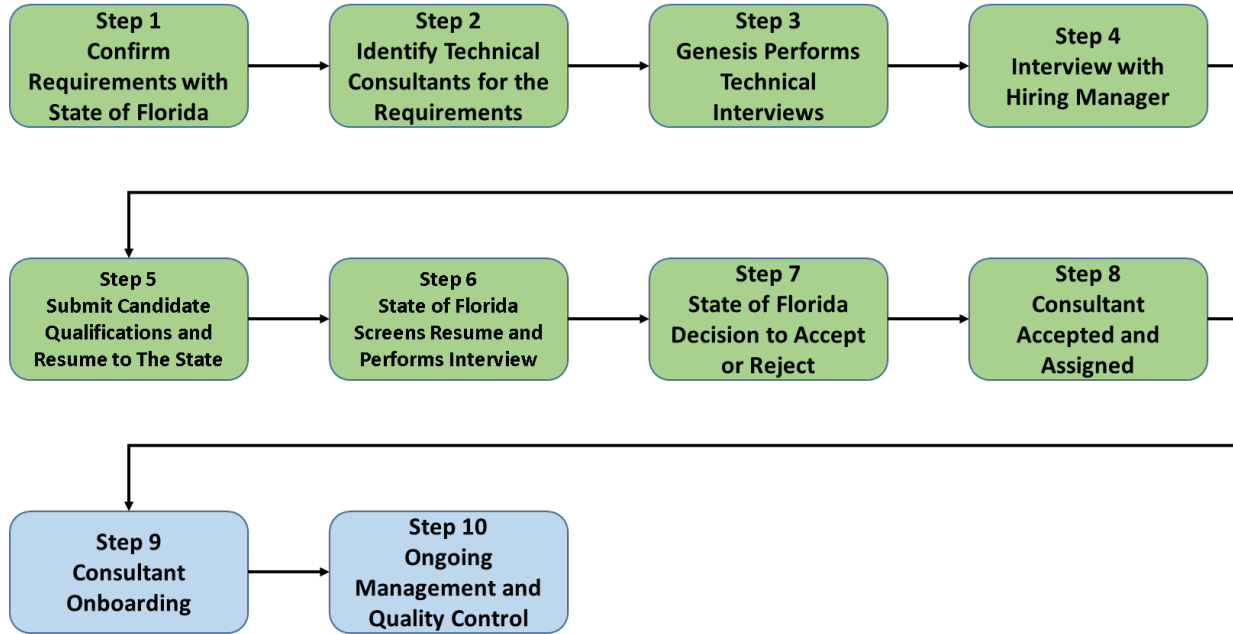 Step 1
Confirm
Requirements with
State of Florida
Step 2
Identify Technical
Consultants for the
Requirements
Step 3
Genesis Performs
Technical
Interviews
Step 4
Interview with
Hiring Manager
Step 5
Submit Candidate
Qualifications and
Resume to The State
Step 6
State of Florida
Screens Resume and
Performs Interview
Step 7
State of Florida
Decision to Accept
or Reject
Step 8
Consultant
Accepted and
Assigned
Step 9
Consultant
Onboarding
Step 10
Ongoing
Management and
Quality Control